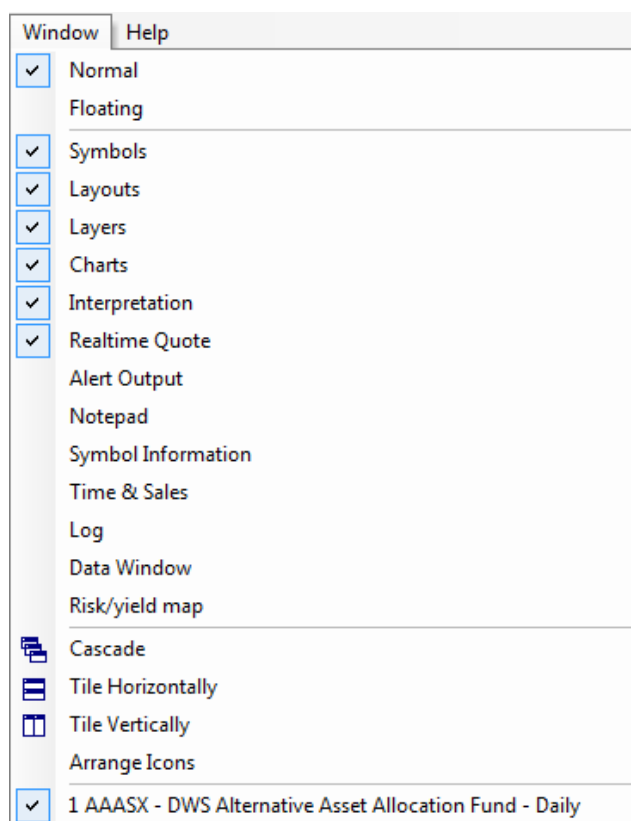 Window Help
Normal
Floating
Symbols
Layouts
Layers
Charts
Interpretation
Realtime Quote
Alert Output
Notepad
Symbol Information
Time & Sales
Log
Data Window
Risk/yield map
Cascade
Tile Horizontally
Tile Vertically
Arrange Icons
1 AAASX - DWS Alternative Asset Allocation Fund - Daily